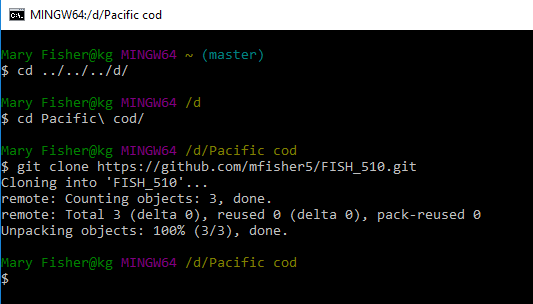 MINGW64:/d/Pacific cod
Mary Fisher@kg MINGW64 ~ (master)
$ cd ../../../d/
Mary Fisher@kg MINGW64 /d
$ cd Pacific\ cod/
Mary Fisher@kg MINGW64 /d/Pacific cod
$ git clone https://github.com/mfisher5/FISH_510.git
Cloning into 'FISH_510'...
remote: Counting objects: 3, done.
remote: Total 3 (delta 0), reused 0 (delta 0), pack-reused 0
Unpacking objects: 100% (3/3), done.
Mary Fisher@kg MINGW64 /d/Pacific cod
$